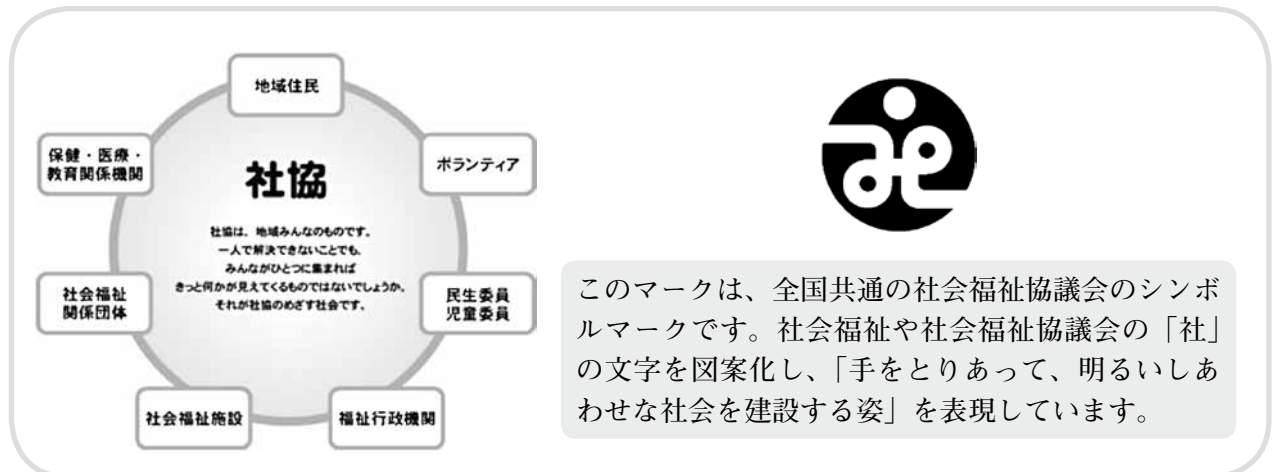 地域住民
保健・医療・
教育関係機関
ボランティア
社協
社協は、地域みんなのものです。
一人で解決できないことでも、
みんながひとつに集まれば
きっと何かが見えてくるものではないでしょうか。
それが社協のめざす社会です。
社会福祉
関係団体
民生委員
児童委員
社会福祉施設
福祉行政機関
このマークは、全国共通の社会福祉協議会のシンボ
ルマークです。社会福祉や社会福祉協議会の「社」
の文字を図案化し、「手をとりあって、明るいしあ
わせな社会を建設する姿」を表現しています。